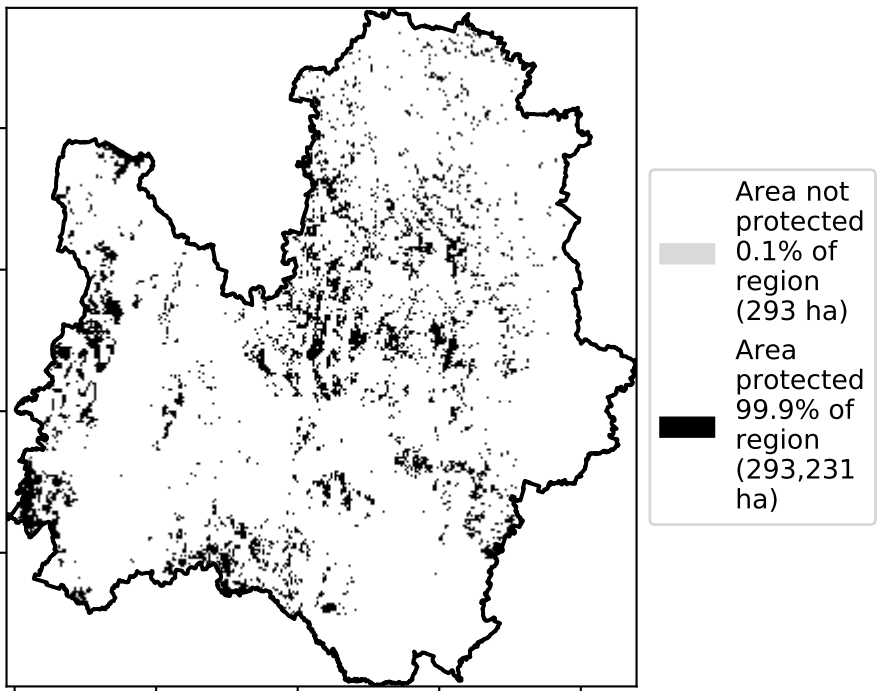 Area not
protected
0.1% of
region
(293 ha)
Area
protected
99.9% of
region
(293,231
ha)